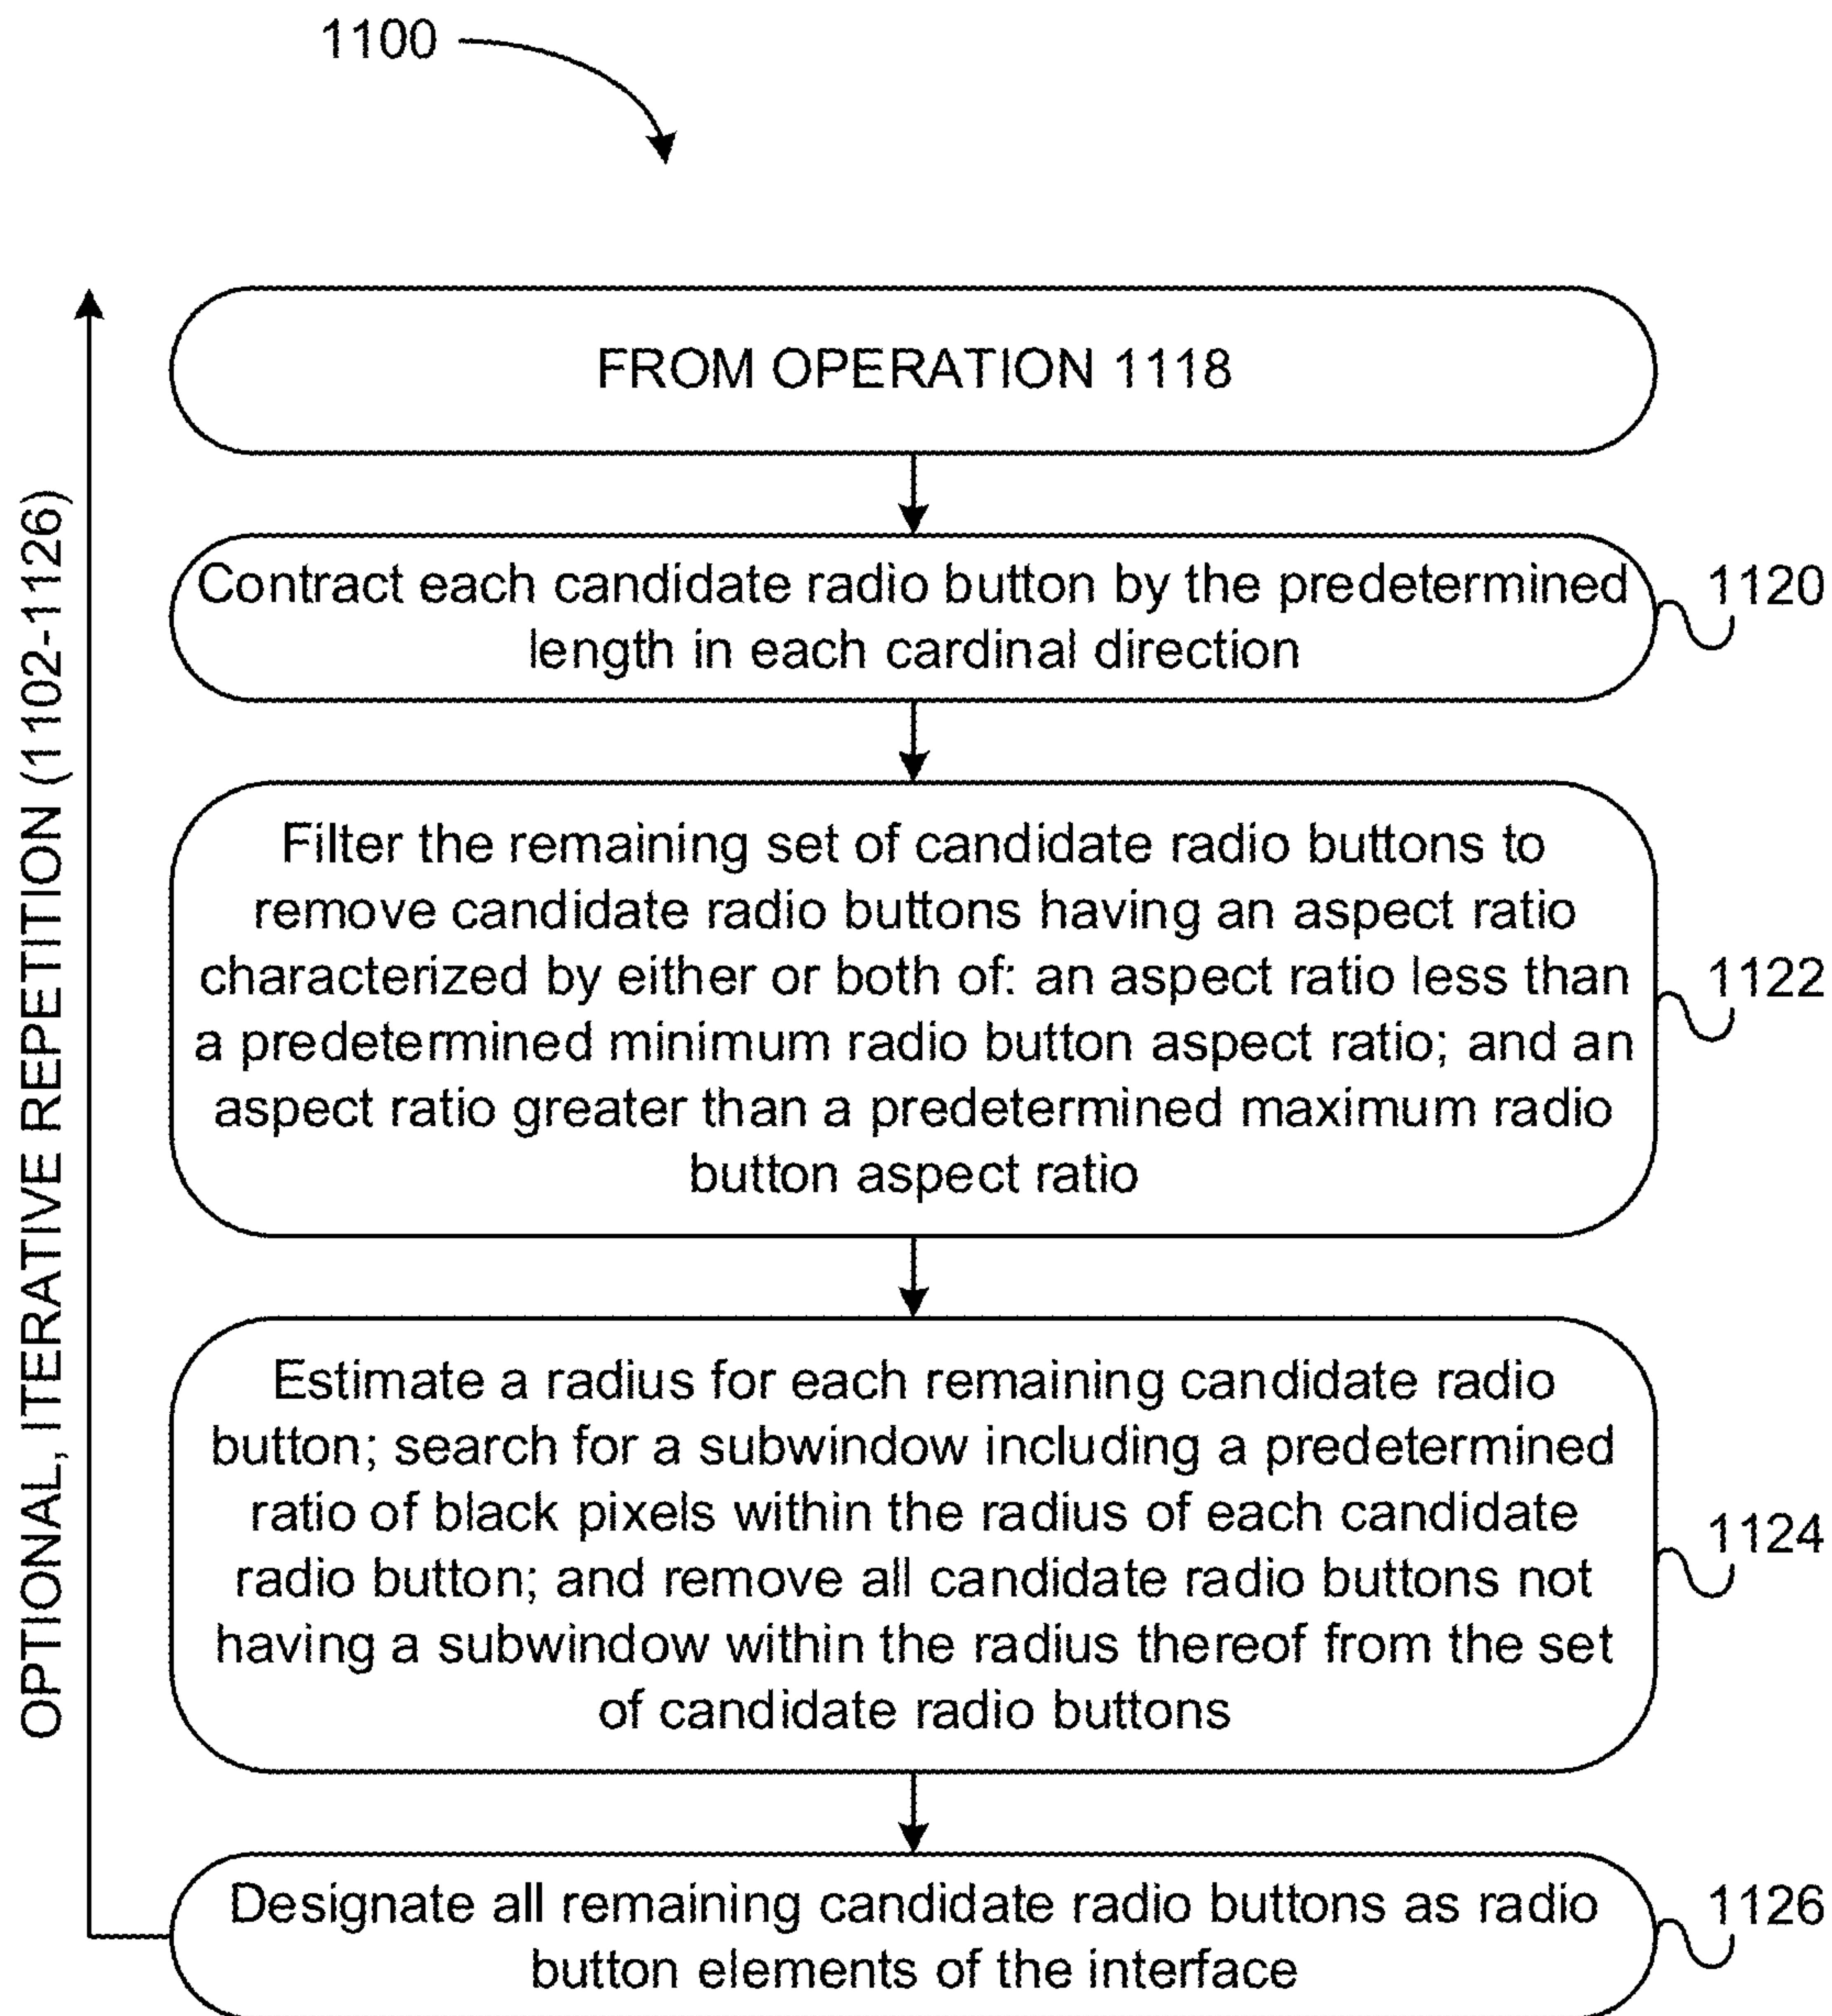 1100
FROM OPERATION 1118
Contract each candidate radio button by the predetermined
length in each cardinal direction
1120
Filter the remaining set of candidate radio buttons to
remove candidate radio buttons having an aspect ratio
characterized by either or both of: an aspect ratio less than
a predetermined minimum radio button aspect ratio; and an
aspect ratio greater than a predetermined maximum radio
button aspect ratio
1122
Estimate a radius for each remaining candidate radio
button; search for a subwindow including a predetermined
ratio of black pixels within the radius of each candidate
radio button; and remove all candidate radio buttons not
having a subwindow within the radius thereof from the set
of candidate radio buttons
1124
Designate all remaining candidate radio buttons as radio
button elements of the interface
1126
OPTIONAL, ITERATIVE REPETITION (1102-1126)